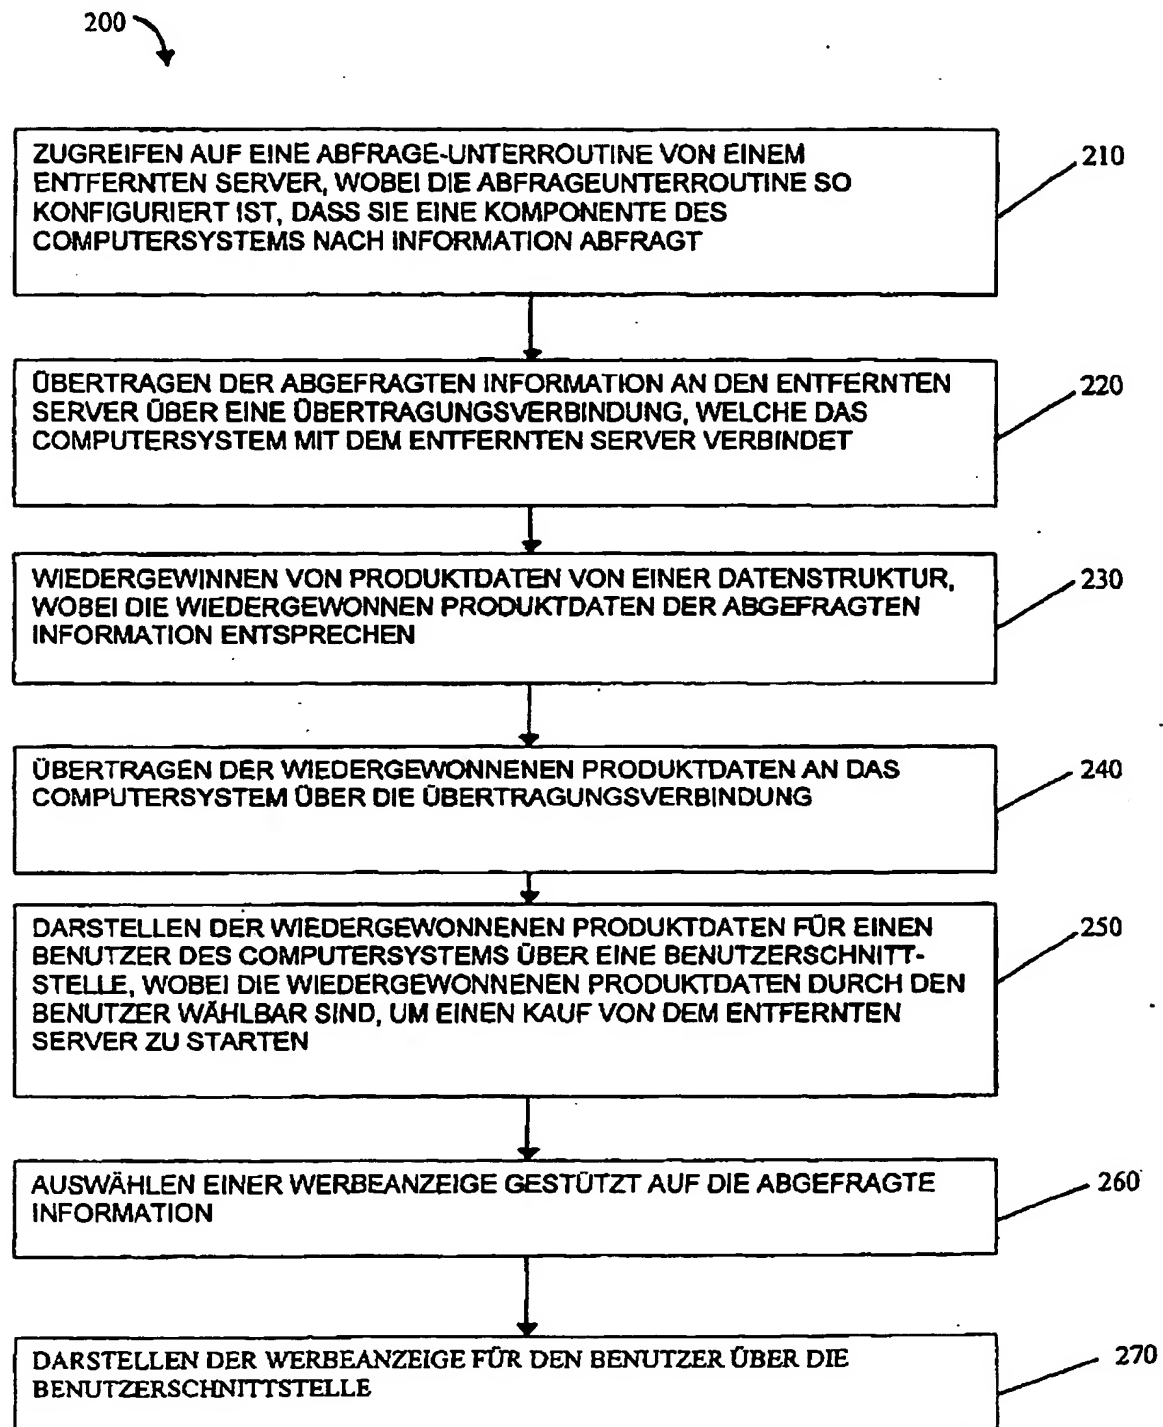 200
ZUGREIFEN AUF EINE ABFRAGE-UNTERROUTINE VON EINEM
ENTFERNTEN SERVER, WOBEI DIE ABFRAGEUNTERROUTINE SO
KONFIGURIERT IST, DASS SIE EINE KOMPONENTE DES
COMPUTERSYSTEMS NACH INFORMATION ABFRAGT
210
ÜBERTRAGEN DER ABGEFRAGTEN INFORMATION AN DEN ENTFERNTEN
SERVER ÜBER EINE ÜBERTRAGUNGSVERBINDUNG, WELCHE DAS
COMPUTERSYSTEM MIT DEM ENTFERNTEN SERVER VERBINDET
220
WIEDERGEWINNEN VON PRODUKTDATEN VON EINER DATENSTRUKTUR,
WOBEI DIE WIEDERGEWONNEN PRODUKTDATEN DER ABGEFRAGTEN
INFORMATION ENTSPRECHEN
230
ÜBERTRAGEN DER WIEDERGEWONNENEN PRODUKTDATEN AN DAS
COMPUTERSYSTEM ÜBER DIE ÜBERTRAGUNGSVERBINDUNG
240
DARSTELLEN DER WIEDERGEWONNENEN PRODUKTDATEN FÜR EINEN
BENUTZER DES COMPUTERSYSTEMS ÜBER EINE BENUTZERSCHNITT-
STELLE, WOBEI DIE WIEDERGEWONNENEN PRODUKTDATEN DURCH DEN
BENUTZER WÄHLBAR SIND, UM EINEN KAUF VON DEM ENTFERNTEN
SERVER ZU STARTEN
250
AUSWÄHLEN EINER WERBEANZEIGE GESTÜTZT AUF DIE ABGEFRAGTE
INFORMATION
260
DARSTELLEN DER WERBEANZEIGE FÜR DEN BENUTZER ÜBER DIE
BENUTZERSCHNITTSTELLE
270